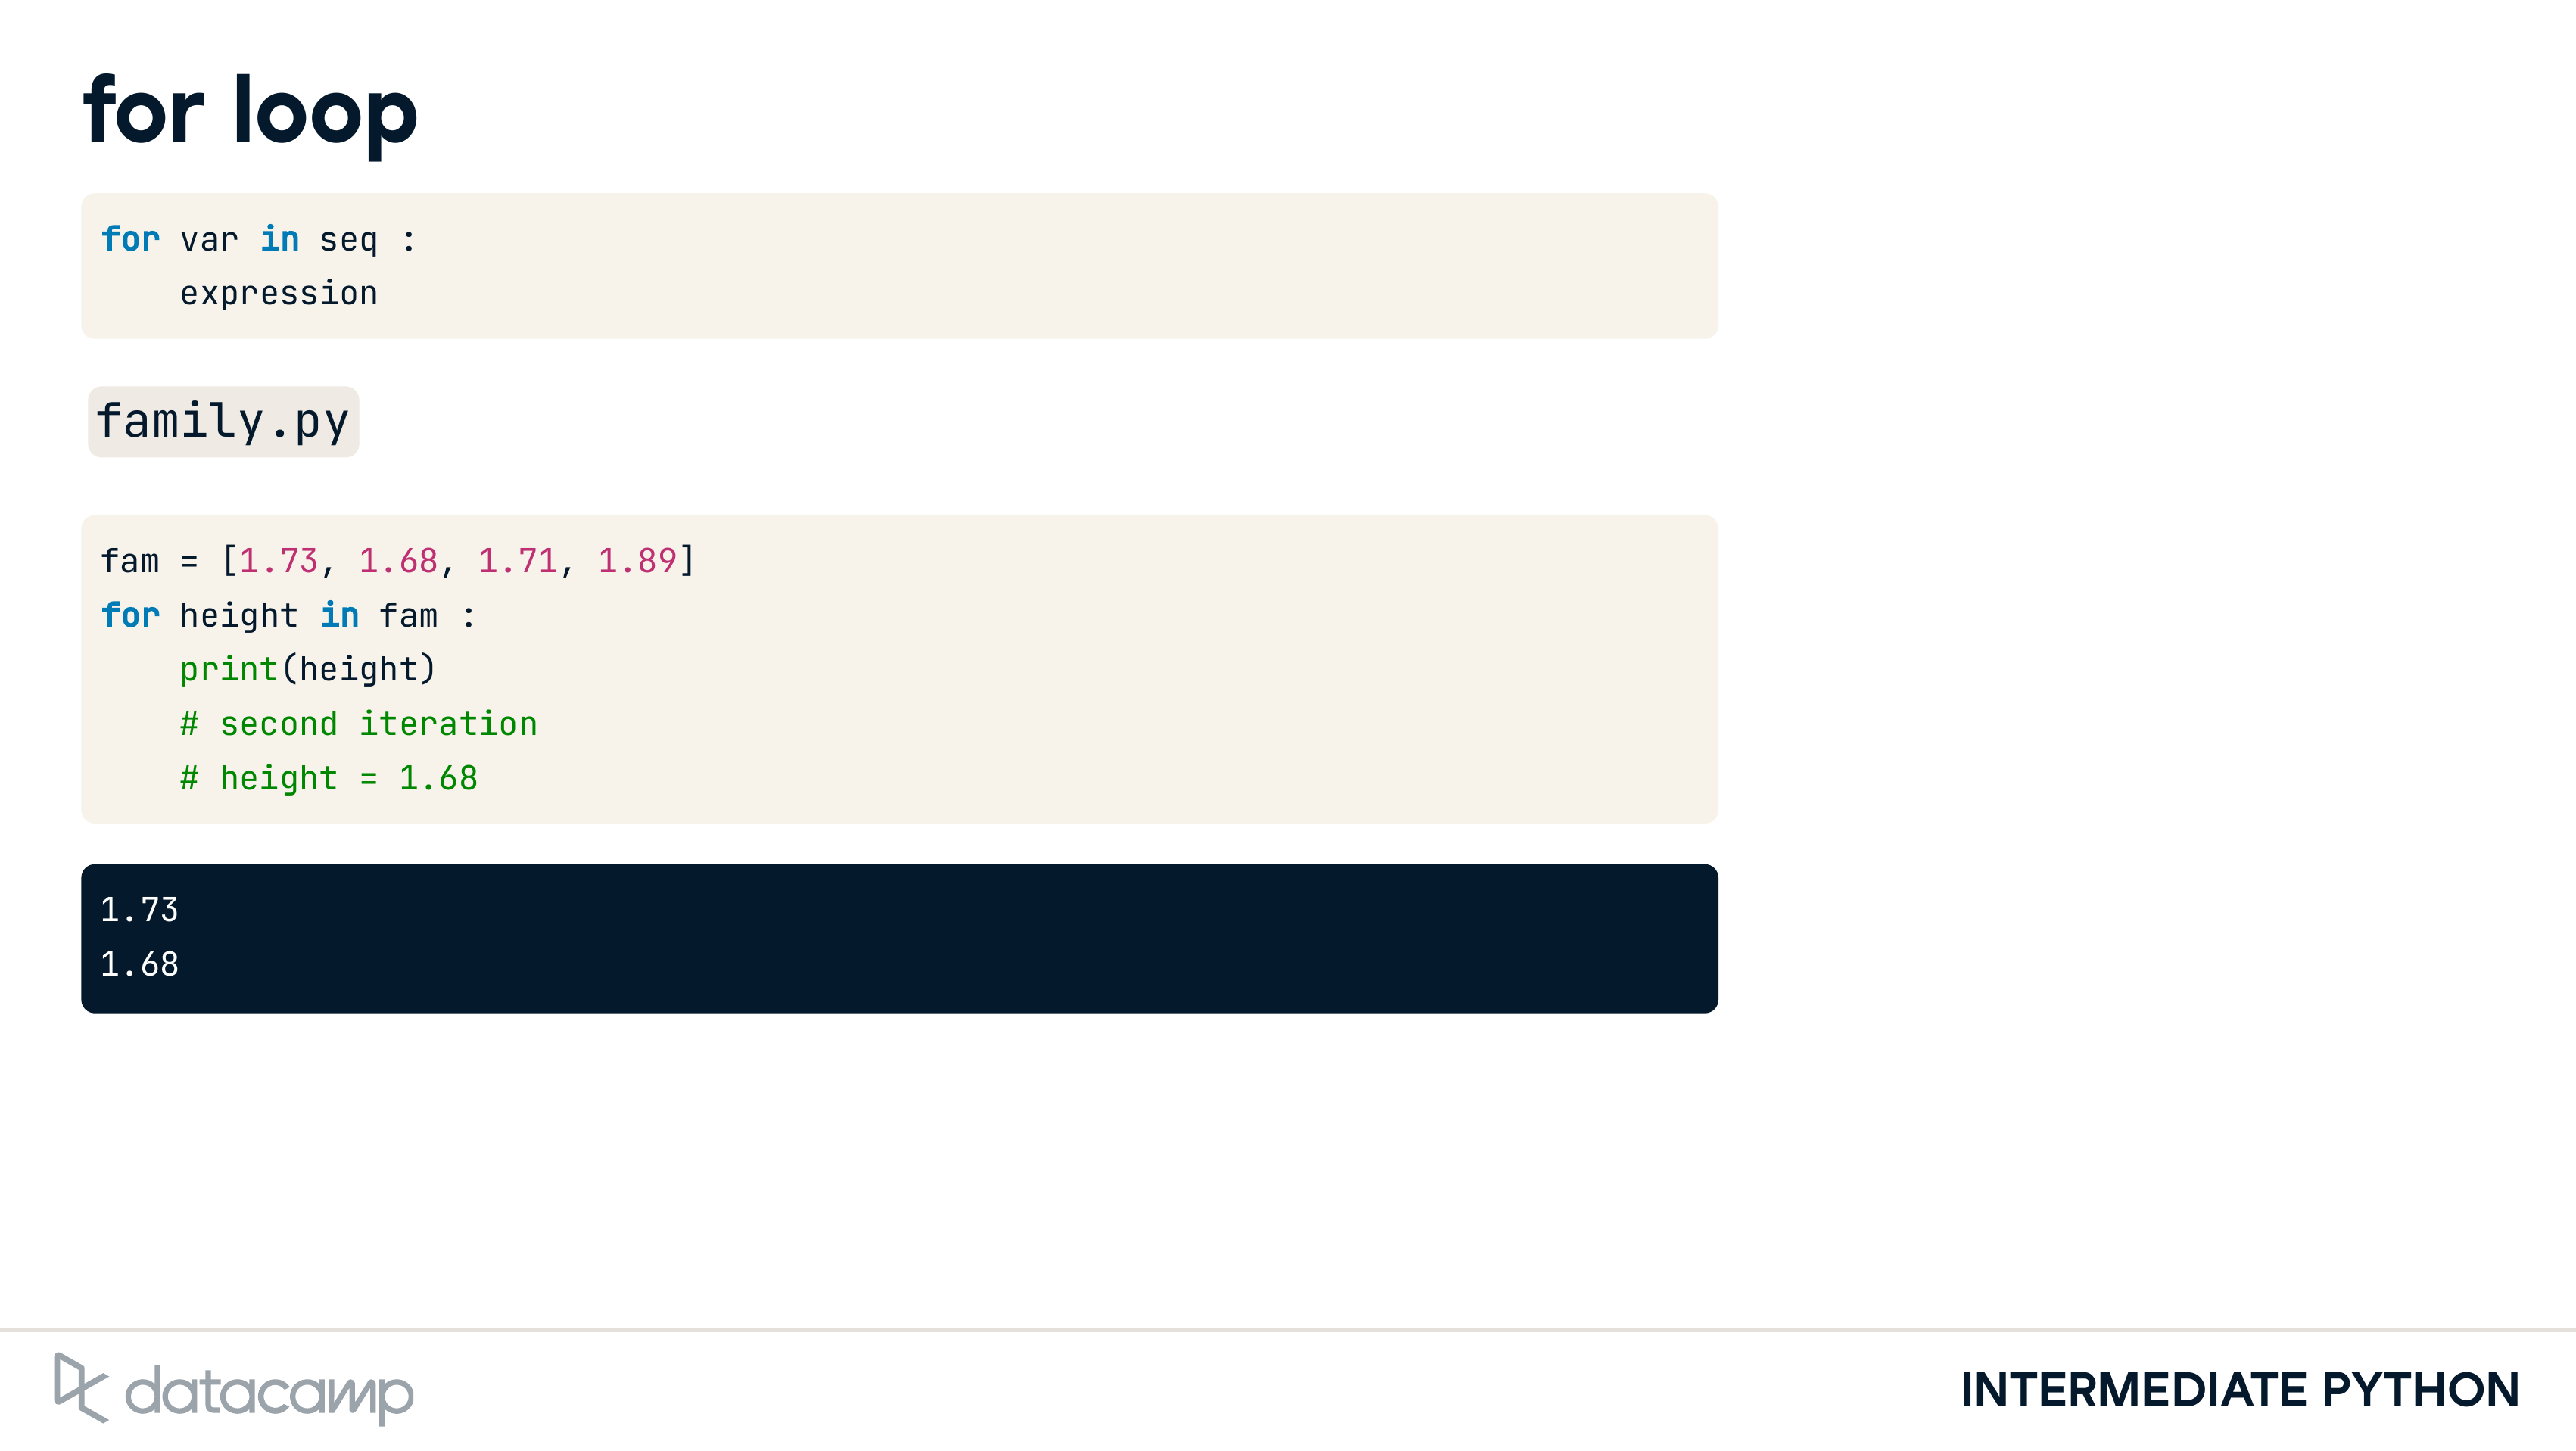 for loop
for var in seq :
    expression
family.py
fam = [1.73, 1.68, 1.71, 1.89]
for height in fam :
    print(height)
    # second iteration
    # height = 1.68
1.73
1.68
datacamp
INTERMEDIATE PYTHON